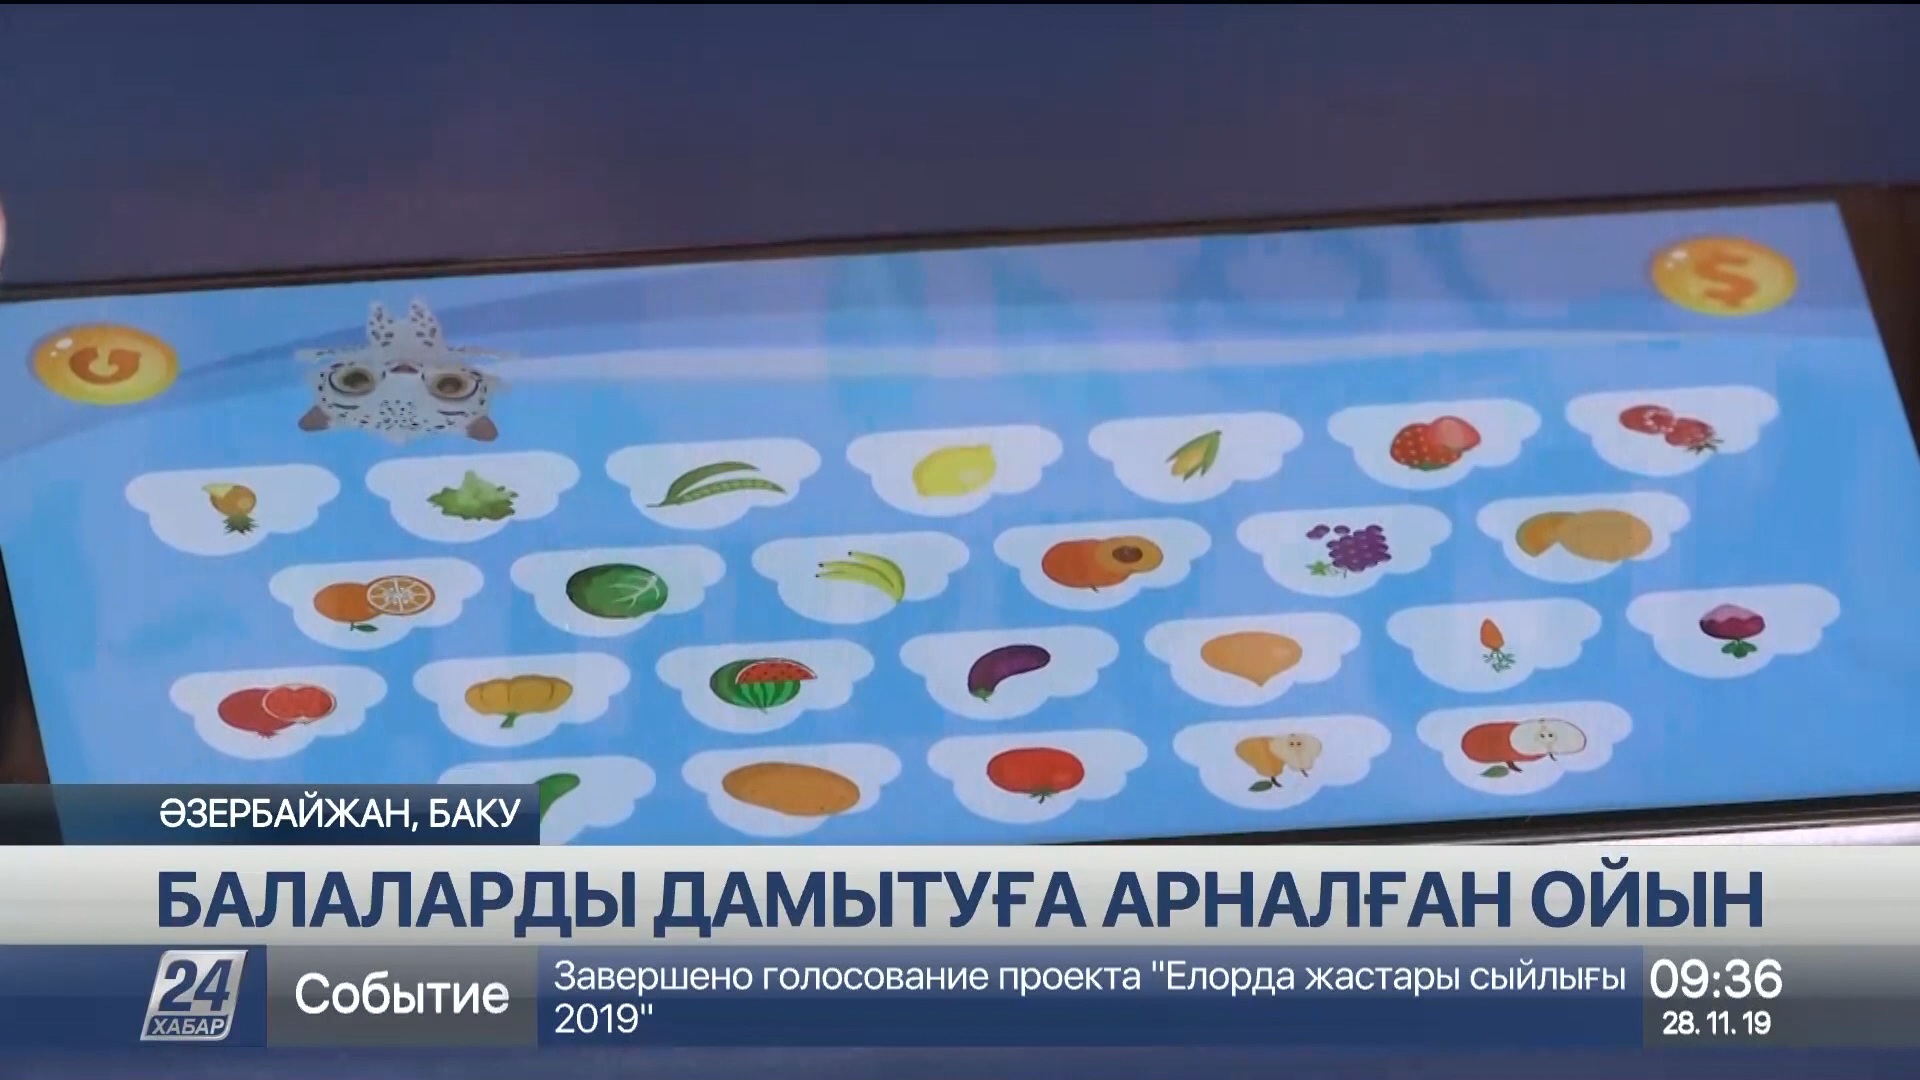 $
ӘЗЕРБАЙЖАН, БАКУ
БАЛАЛАРДЫ ДАМЫТУҒА АРНАЛҒАН ОЙЫН
24
ХАБАР
Событие
Завершено голосование проекта "Елорда жастары сыйлығы
2019"
09:36
28. 11. 19